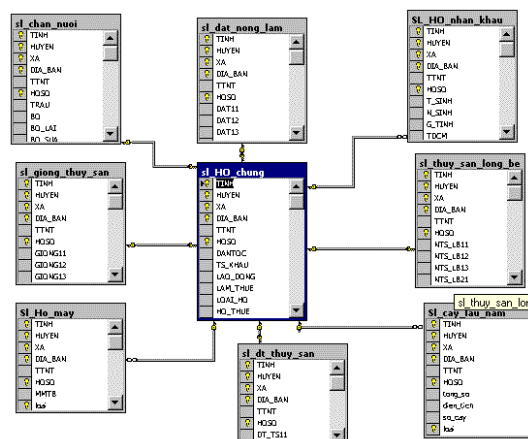 sl_chan_nuoi
TINH
HUYEN
XA
DIA_BAN
TTNT
HOSO
TRAU
BO
BO_LAI
BO_SUA
sl_dat_nong_lam
TINH
HUYEN
XA
DIA_BAN
TTNT
HOSO
DAT11
DAT12
DAT13
SL_HO_nhan_khau
TINH
HUYEN
XA
DIA_BAN
TTNT
HOSO
T_SINH
N_SINH
G_TINH
TDCM
sl_giong_thuy_san
TINH
HUYEN
XA
DIA_BAN
TTNT
HOSO
GIONG11
GIONG12
GIONG13
sl_HO_chung
TINH
HUYEN
XA
DIA_BAN
TTNT
HOSO
DANTOC
TS_KHAU
LAO_DONG
LAM_THUE
LOAI_HO
HO_THUE
sl_thuy_san_long_be
TINH
HUYEN
XA
DIA_BAN
TTNT
HOSO
NTS_LB11
NTS_LB12
NTS_LB13
NTS_LB21
sl_thuy_san_lon
Sl_Ho_may
TINH
HUYEN
XA
DIA_BAN
TTNT
HOSO
MMTB
loai
sl_dt_thuy_san
TINH
HUYEN
XA
DIA_BAN
TTNT
HOSO
DT_TS11
Sl_cay_lau_nam
TINH
HUYEN
XA
DIA_BAN
TTNT
HOSO
tong_so
dien_tich
so_cay
loai